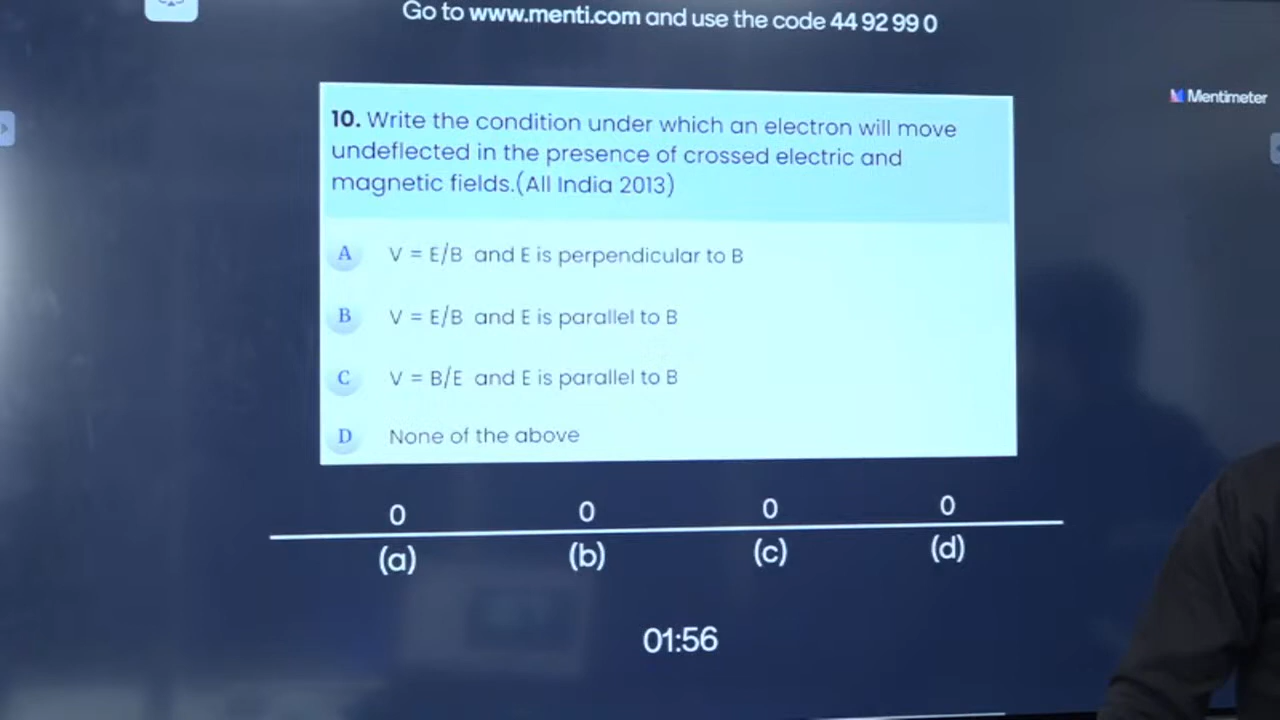 Go to www.menti.com and use the code 44 92 99 0
Mentimeter
10. Write the condition under which an electron will move
undeflected in the presence of crossed electric and
magnetic fields.(All India 2013)
A V = E/B and E is perpendicular to B
B V = E/B and E is parallel to B
C V = B/E and E is parallel to B
D None of the above
0 0 0 0
(a) (b) (c) (d)
01:56